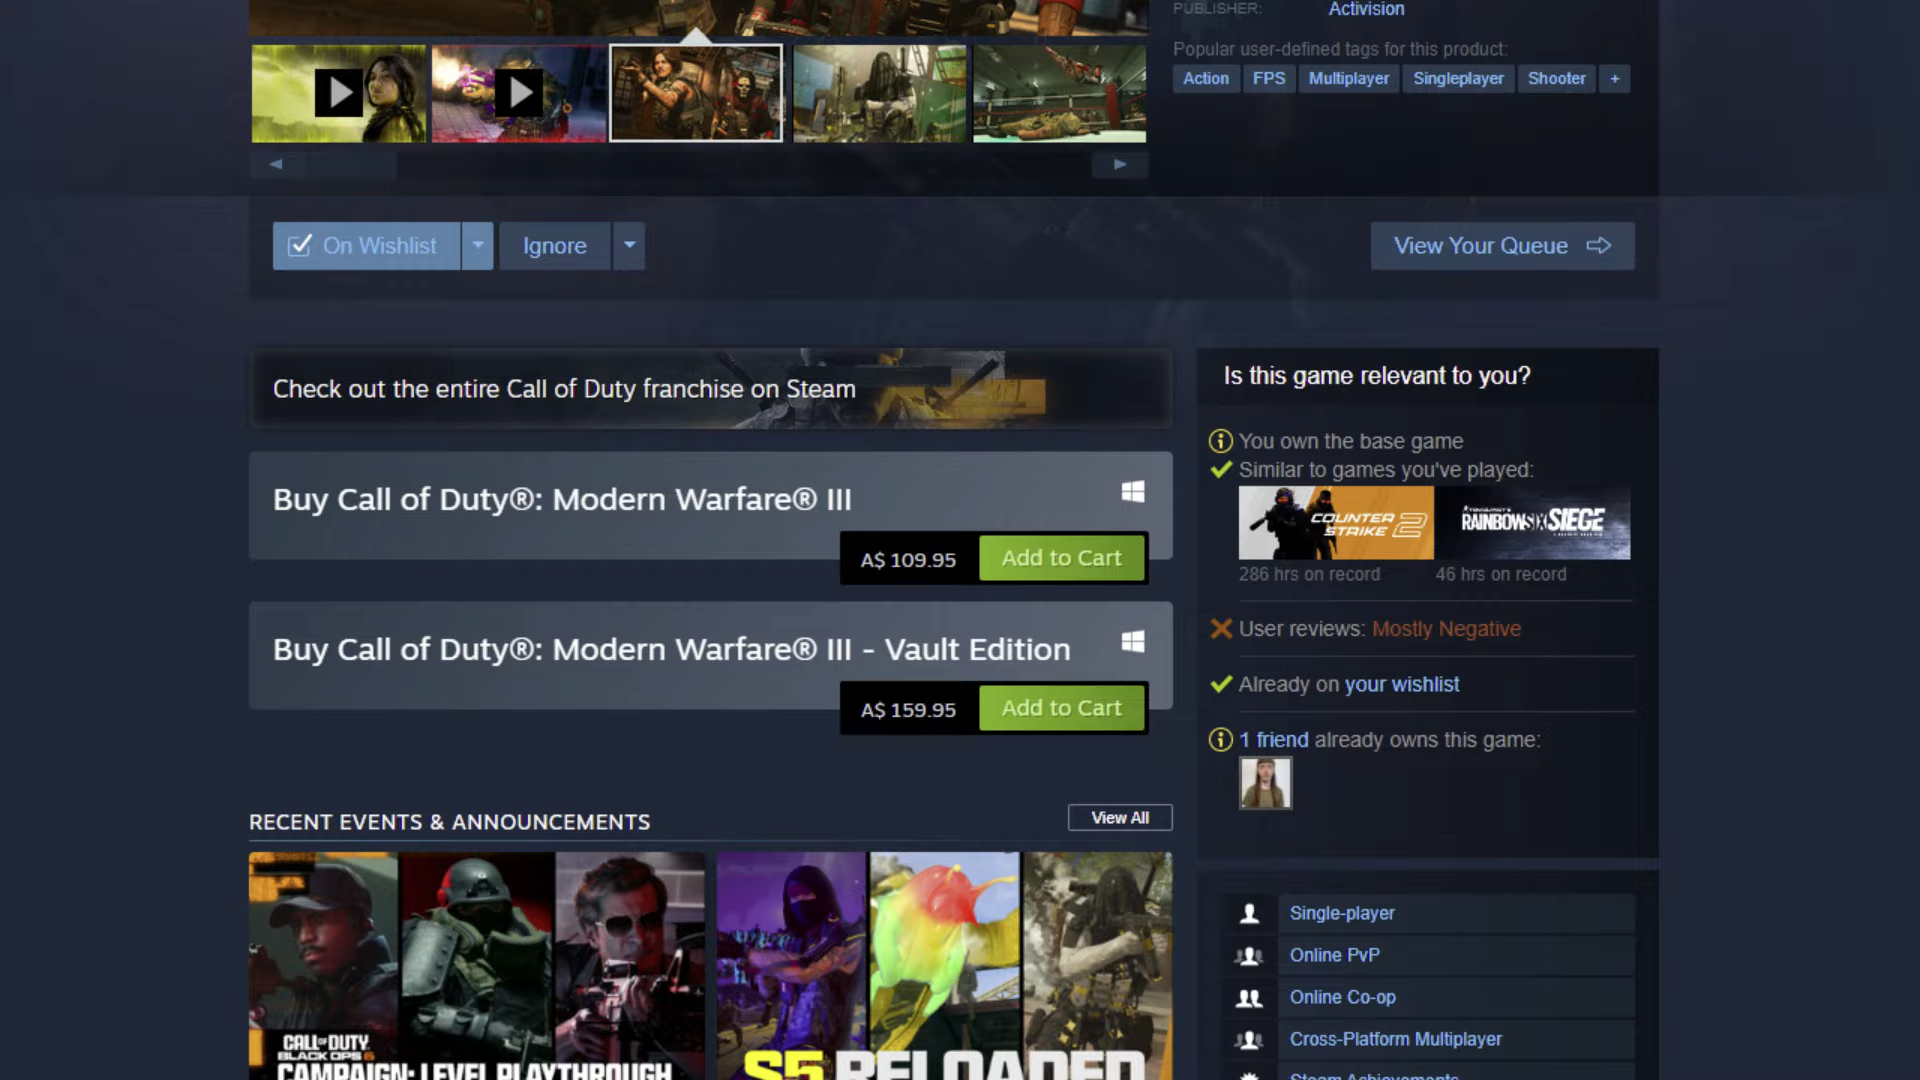 PUBLISHER: Activision
Popular user-defined tags for this product:
Action FPS Multiplayer Singleplayer Shooter +
On Wishlist Ignore View Your Queue
Check out the entire Call of Duty franchise on Steam
Is this game relevant to you?
You own the base game
Similar to games you've played:
COUNTER STRIKE 2
RAINBOW SIX SIEGE
286 hrs on record 46 hrs on record
Buy Call of Duty®: Modern Warfare® III
A$ 109.95 Add to Cart
Buy Call of Duty®: Modern Warfare® III - Vault Edition
A$ 159.95 Add to Cart
User reviews: Mostly Negative
Already on your wishlist
1 friend already owns this game:
RECENT EVENTS & ANNOUNCEMENTS View All
CALL OF DUTY
BLACK OPS 6
CAMPAIGN: LEVEL PLAYTHROUGH
S5 RELOADED
Single-player
Online PvP
Online Co-op
Cross-Platform Multiplayer
Steam Achievements